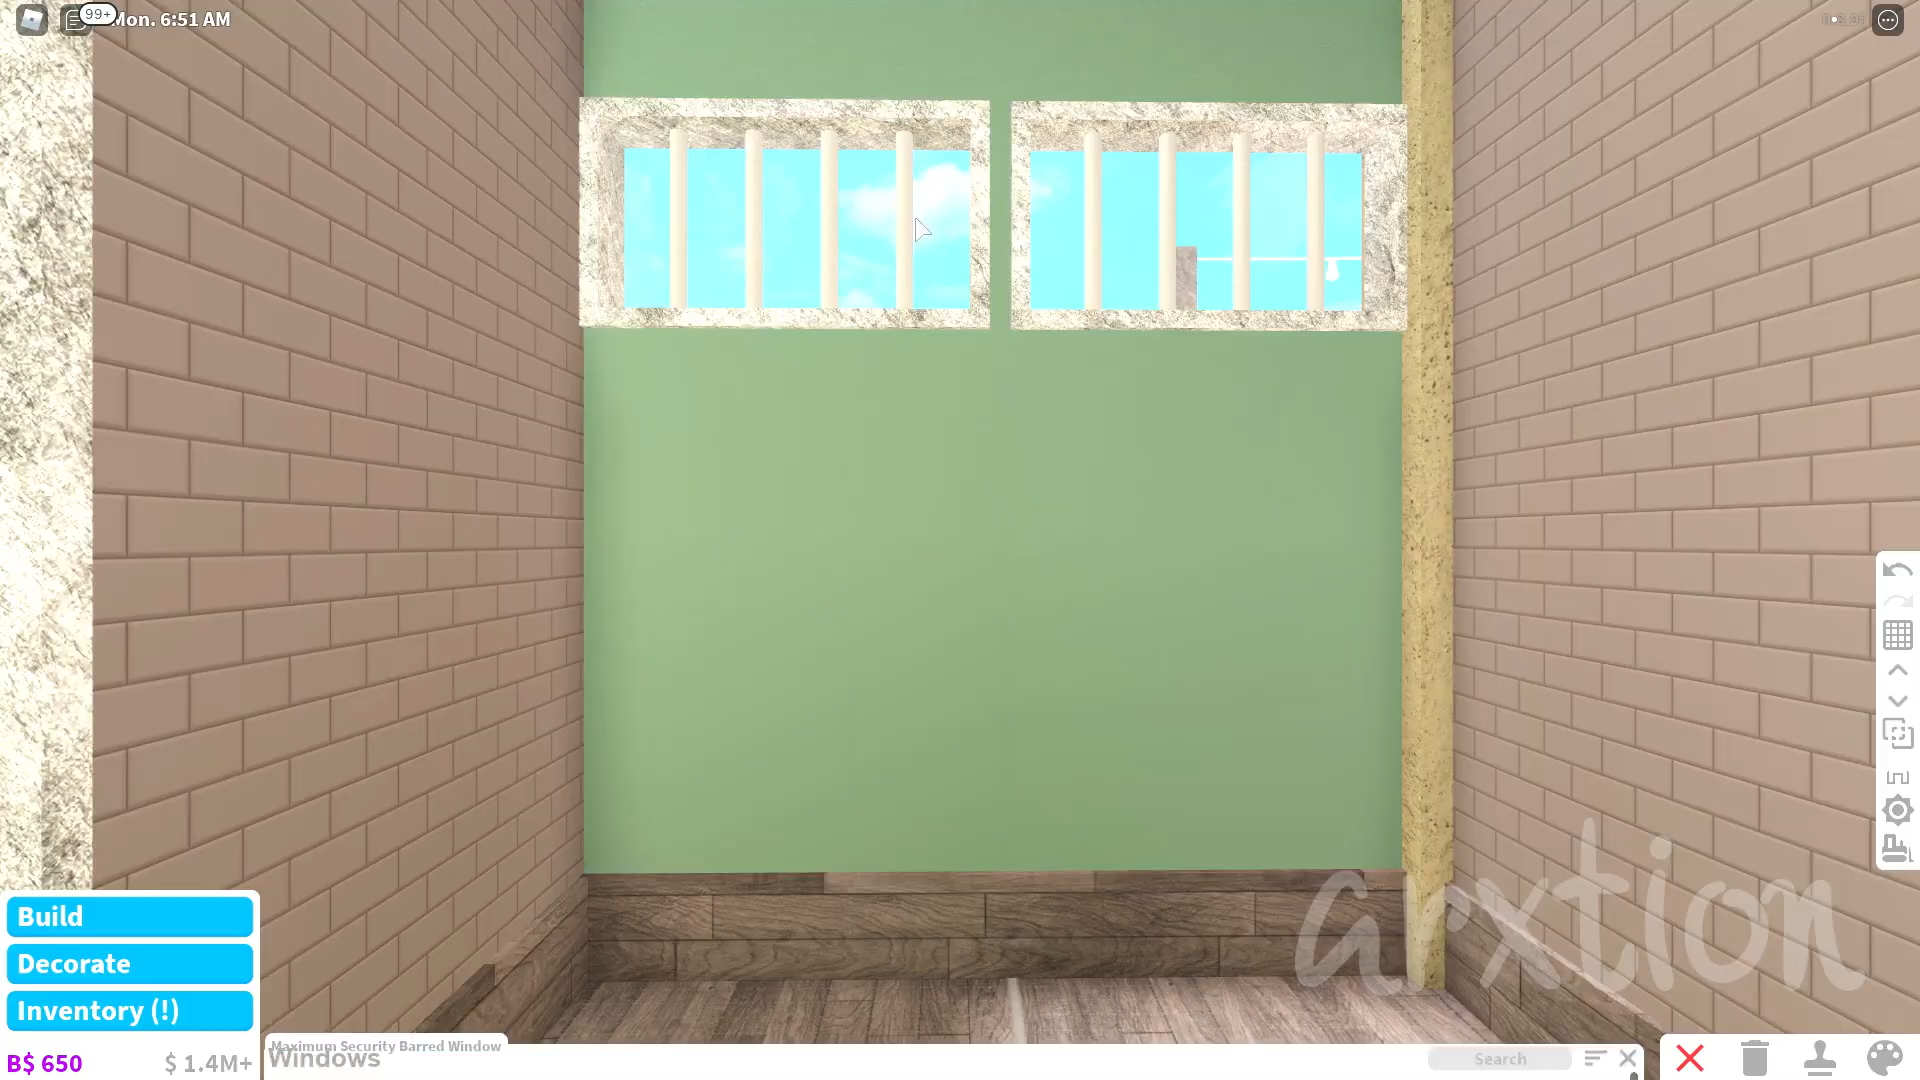 99+
Mon. 6:51 AM
arxtion
Build
Decorate
Inventory (!)
B$ 650
$ 1.4M+
Maximum Security Barred Window
Windows
Search